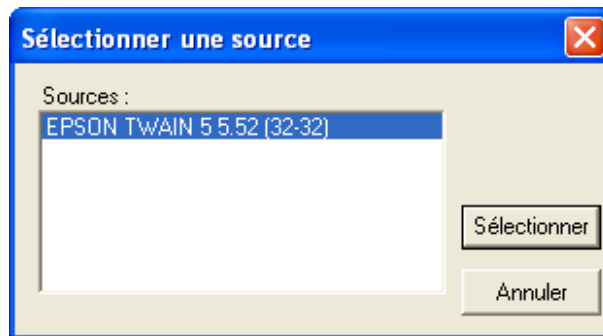 Sélectionner une source
Sources :
EPSON TWAIN 5 5.52 (32-32)
Sélectionner
Annuler